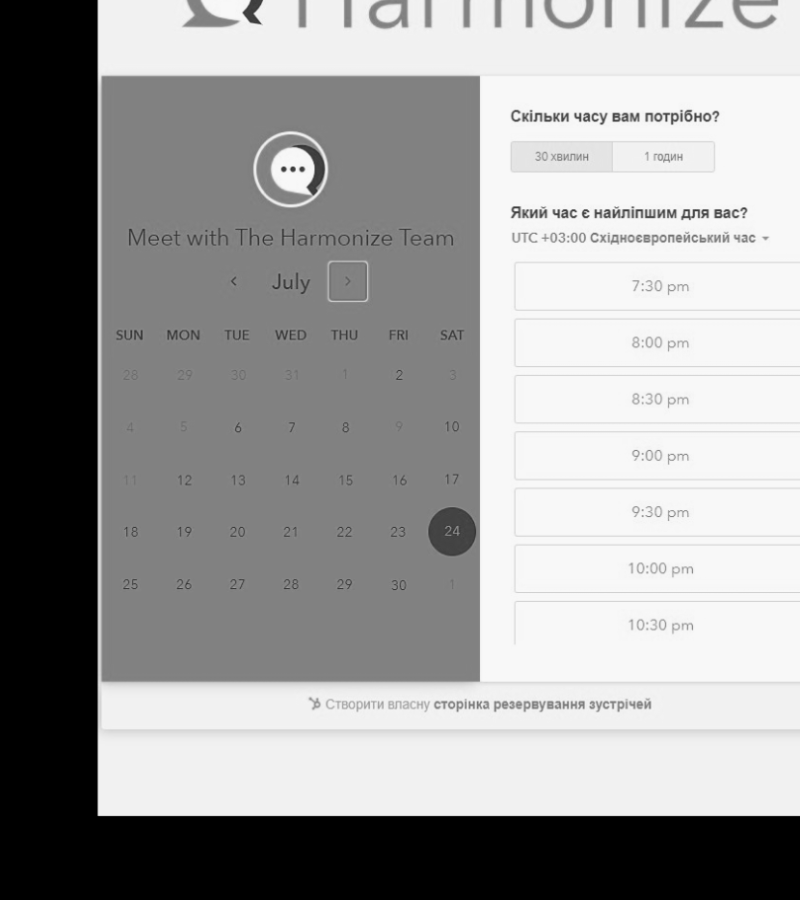 Harmonize
Meet with The Harmonize Team
July
SUN MON TUE WED THU FRI SAT
28 29 30 31 1 2 3
4 5 6 7 8 9 10
11 12 13 14 15 16 17
18 19 20 21 22 23 24
25 26 27 28 29 30 1
Скільки часу вам потрібно?
30 хвилин 1 годин
Який час є найліпшим для вас?
UTC +03:00 Східноєвропейський час
7:30 pm
8:00 pm
8:30 pm
9:00 pm
9:30 pm
10:00 pm
10:30 pm
Створити власну сторінка резервування зустрічей